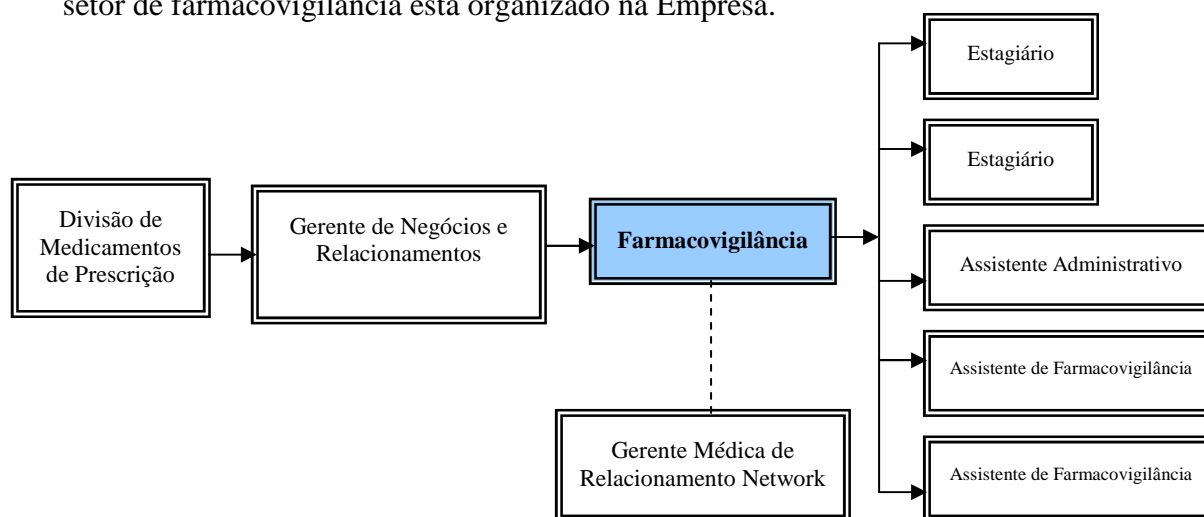 setor de farmacovigilância está organizado na Empresa.
Estagiário
Estagiário
Divisão de
Medicamentos
de Prescrição
Gerente de Negócios e
Relacionamentos
Farmacovigilância
Assistente Administrativo
Assistente de Farmacovigilância
Gerente Médica de
Relacionamento Network
Assistente de Farmacovigilância